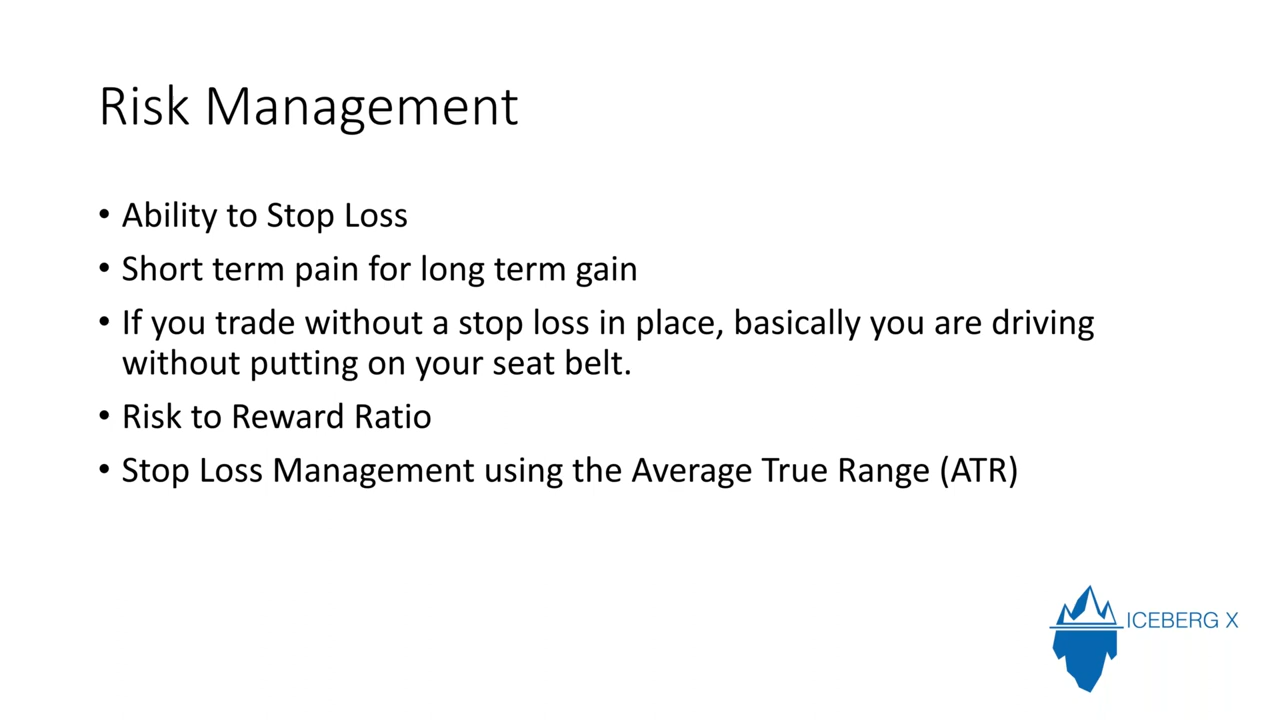 Risk Management
• Ability to Stop Loss
• Short term pain for long term gain
• If you trade without a stop loss in place, basically you are driving
without putting on your seat belt.
• Risk to Reward Ratio
• Stop Loss Management using the Average True Range (ATR)
ICEBERG X